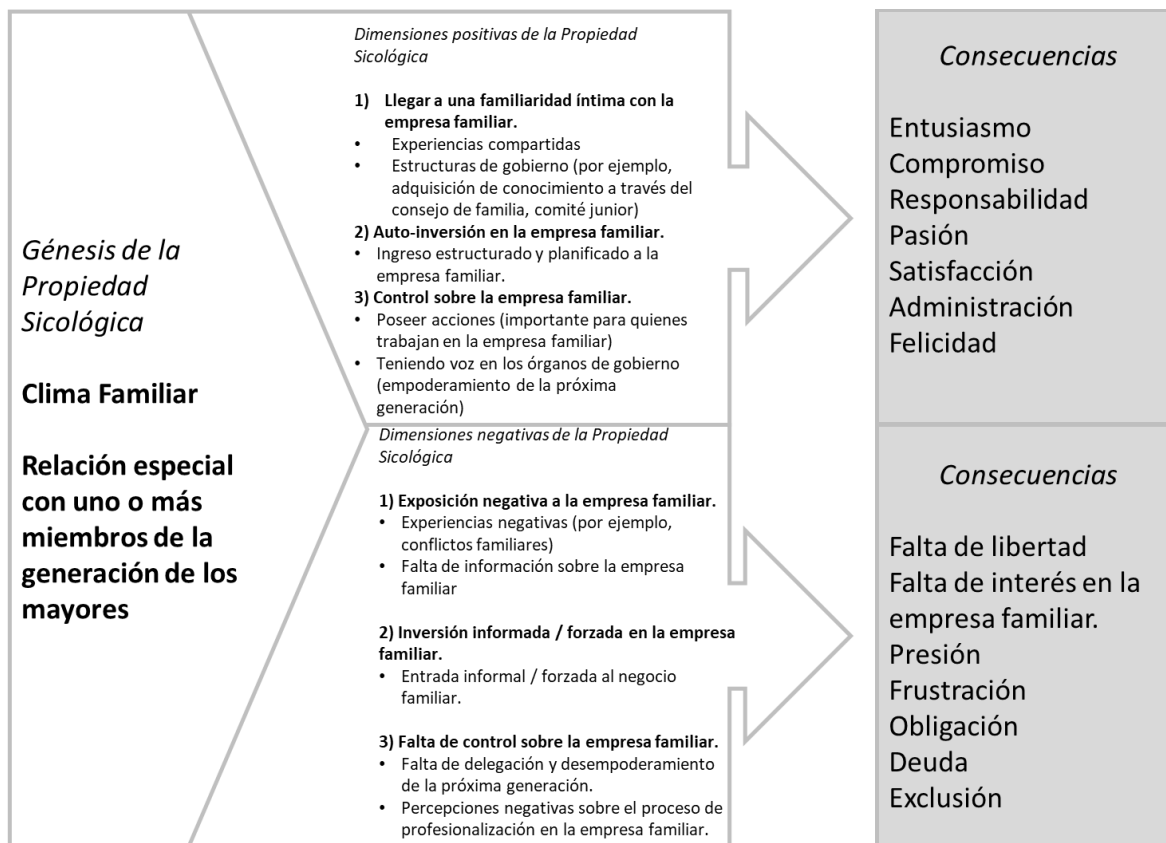 Génesis de la
Propiedad
Sicológica
Clima Familiar
Relación especial
con uno o más
miembros de la
generación de los
mayores
Dimensiones positivas de la Propiedad
Sicológica
1) Llegar a una familiaridad íntima con la
empresa familiar.
• Experiencias compartidas
• Estructuras de gobierno (por ejemplo,
adquisición de conocimiento a través del
consejo de familia, comité junior)
2) Auto-inversión en la empresa familiar.
• Ingreso estructurado y planificado a la
empresa familiar.
3) Control sobre la empresa familiar.
• Poseer acciones (importante para quienes
trabajan en la empresa familiar)
• Teniendo voz en los órganos de gobierno
(empoderamiento de la próxima
generación)
Dimensiones negativas de la Propiedad
Sicológica
1) Exposición negativa a la empresa familiar.
• Experiencias negativas (por ejemplo,
conflictos familiares)
• Falta de información sobre la empresa
familiar
2) Inversión informada / forzada en la empresa
familiar.
• Entrada informal / forzada al negocio
familiar.
3) Falta de control sobre la empresa familiar.
• Falta de delegación y desempoderamiento
de la próxima generación.
• Percepciones negativas sobre el proceso de
profesionalización en la empresa familiar.
Consecuencias
Entusiasmo
Compromiso
Responsabilidad
Pasión
Satisfacción
Administración
Felicidad
Consecuencias
Falta de libertad
Falta de interés en la
empresa familiar.
Presión
Frustración
Obligación
Deuda
Exclusión